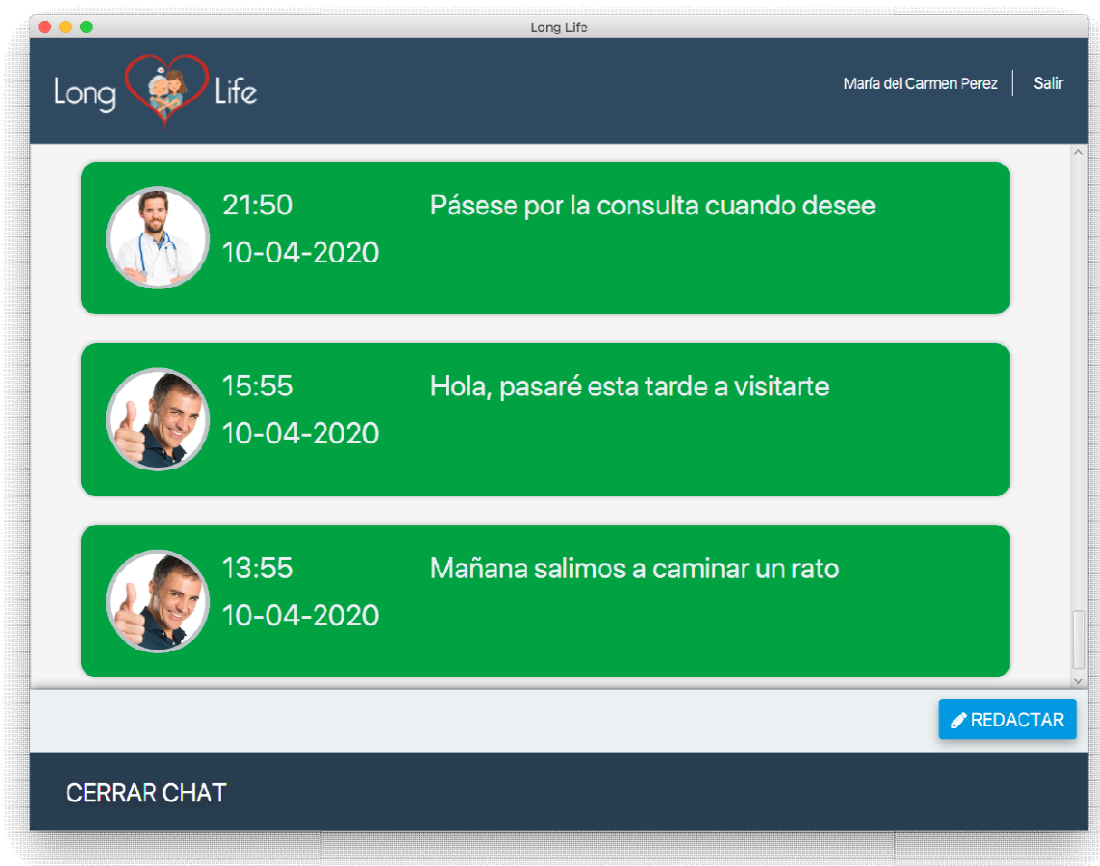 Long Life
Long Life
María del Carmen Perez
Salir
21:50
Pásese por la consulta cuando desee
10-04-2020
15:55
Hola, pasaré esta tarde a visitarte
10-04-2020
13:55
Mañana salimos a caminar un rato
10-04-2020
REDACTAR
CERRAR CHAT